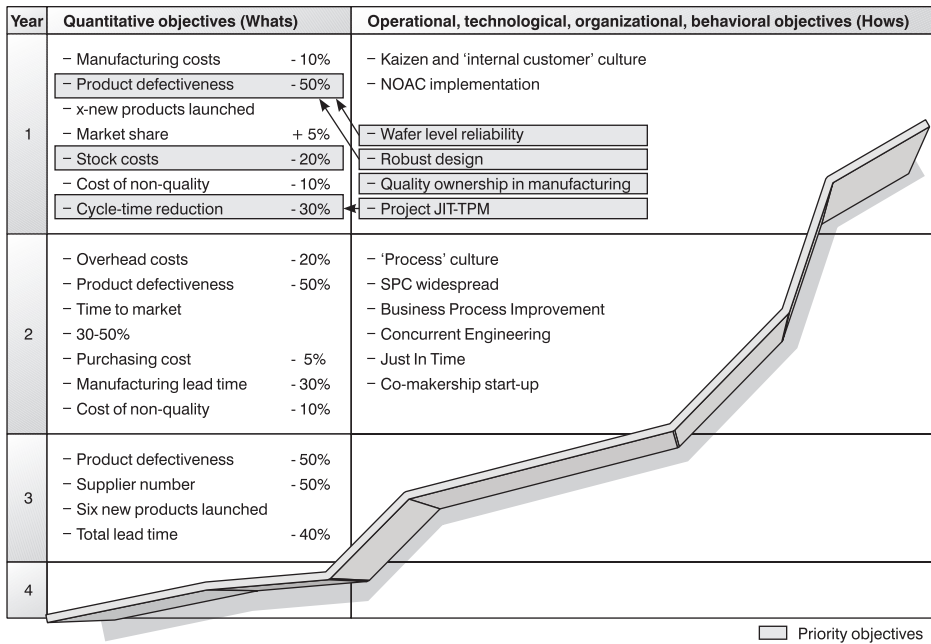 Year Quantitative objectives (Whats) Operational, technological, organizational, behavioral objectives (Hows)
1
– Manufacturing costs - 10%
– Product defectiveness - 50%
– x-new products launched
– Market share + 5%
– Stock costs - 20%
– Cost of non-quality - 10%
– Cycle-time reduction - 30%
– Kaizen and ‘internal customer’ culture
– NOAC implementation
– Wafer level reliability
– Robust design
– Quality ownership in manufacturing
– Project JIT-TPM
2
– Overhead costs - 20%
– Product defectiveness - 50%
– Time to market
– 30-50%
– Purchasing cost - 5%
– Manufacturing lead time - 30%
– Cost of non-quality - 10%
– ‘Process’ culture
– SPC widespread
– Business Process Improvement
– Concurrent Engineering
– Just In Time
– Co-makership start-up
3
– Product defectiveness - 50%
– Supplier number - 50%
– Six new products launched
– Total lead time - 40%
4
Priority objectives